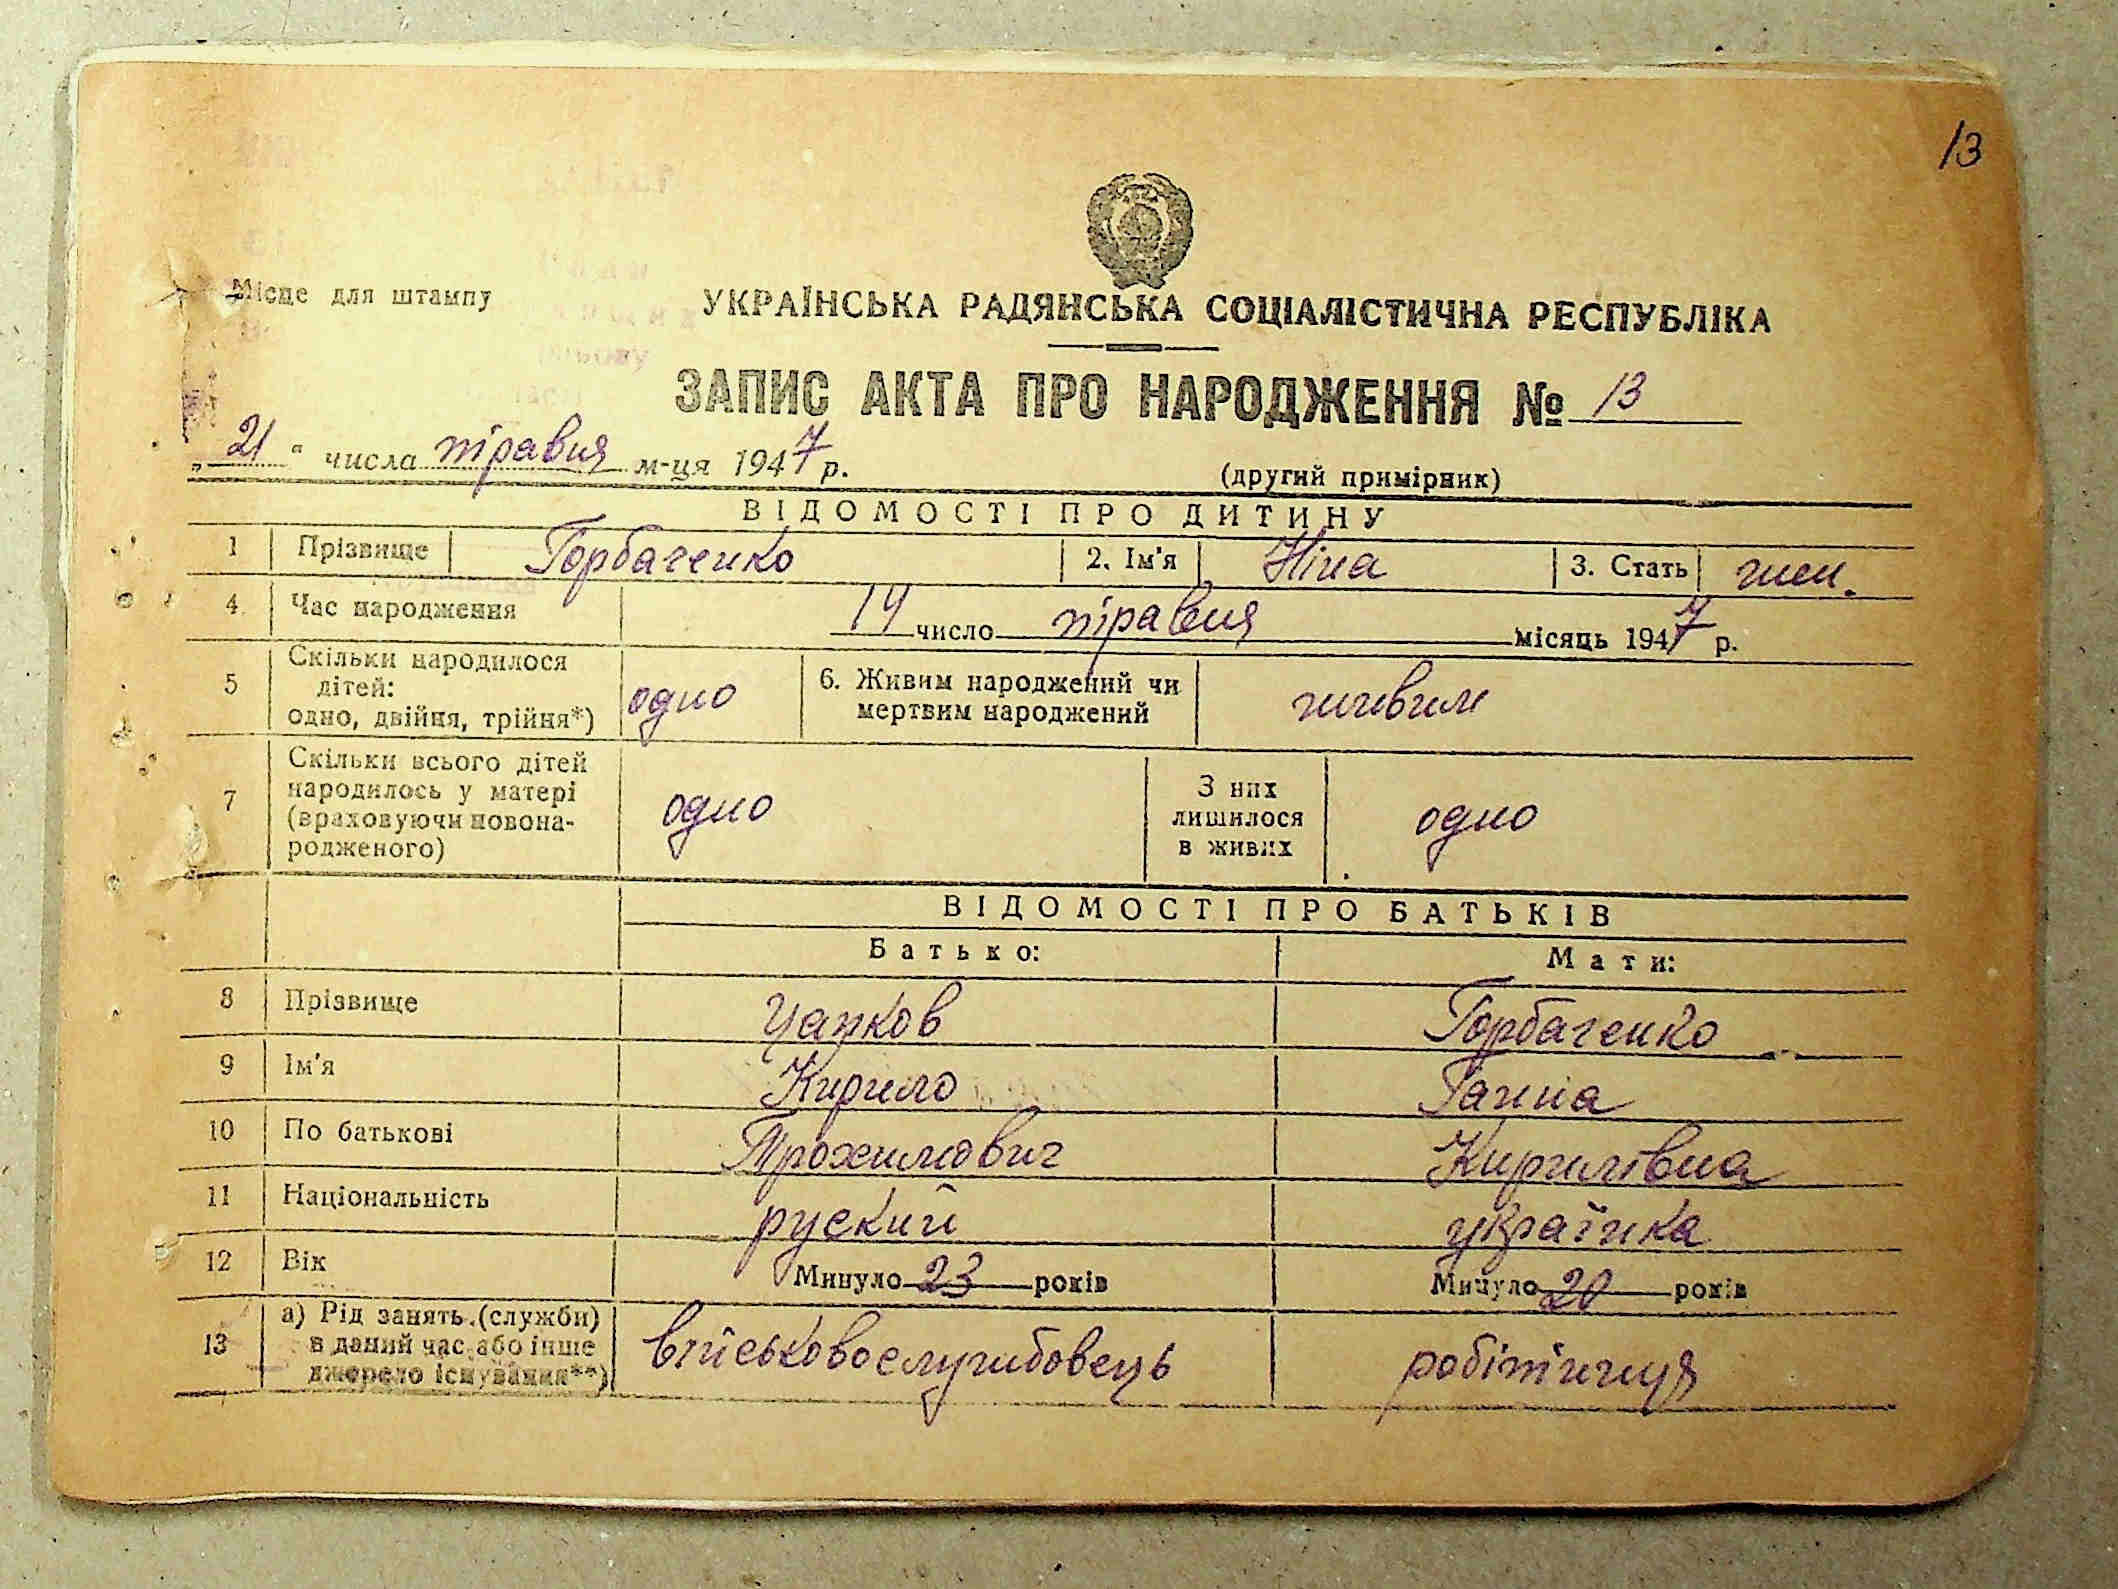 13
Місце для штампу
УКРАЇНСЬКА РАДЯНСЬКА СОЦІАЛІСТИЧНА РЕСПУБЛІКА
ЗАПИС АКТА ПРО НАРОДЖЕННЯ № 13
„21" числа травня м-ця 1947 р.
(другий примірник)
ВІДОМОСТІ ПРО ДИТИНУ
1 Прізвище Горбаченко 2. Ім'я Ніна 3. Стать жен.
4 Час народження 14 число травня місяць 1947 р.
5 Скільки народилося
дітей:
одно, двійня, трійня*) одно 6. Живим народжений чи
мертвим народжений живим
7 Скільки всього дітей
народилось у матері
(враховуючи новона-
родженого) одно З них
лишилося
в живих одно
ВІДОМОСТІ ПРО БАТЬКІВ
Батько: Мати:
8 Прізвище Цапков Горбаченко
9 Ім'я Кирило Ганна
10 По батькові Трохимович Кирилівна
11 Національність руский українка
12 Вік Минуло 23 років Минуло 20 років
13 а) Рід занять (служби)
в даний час або інше
джерело існування**) військовослужбовець робітниця